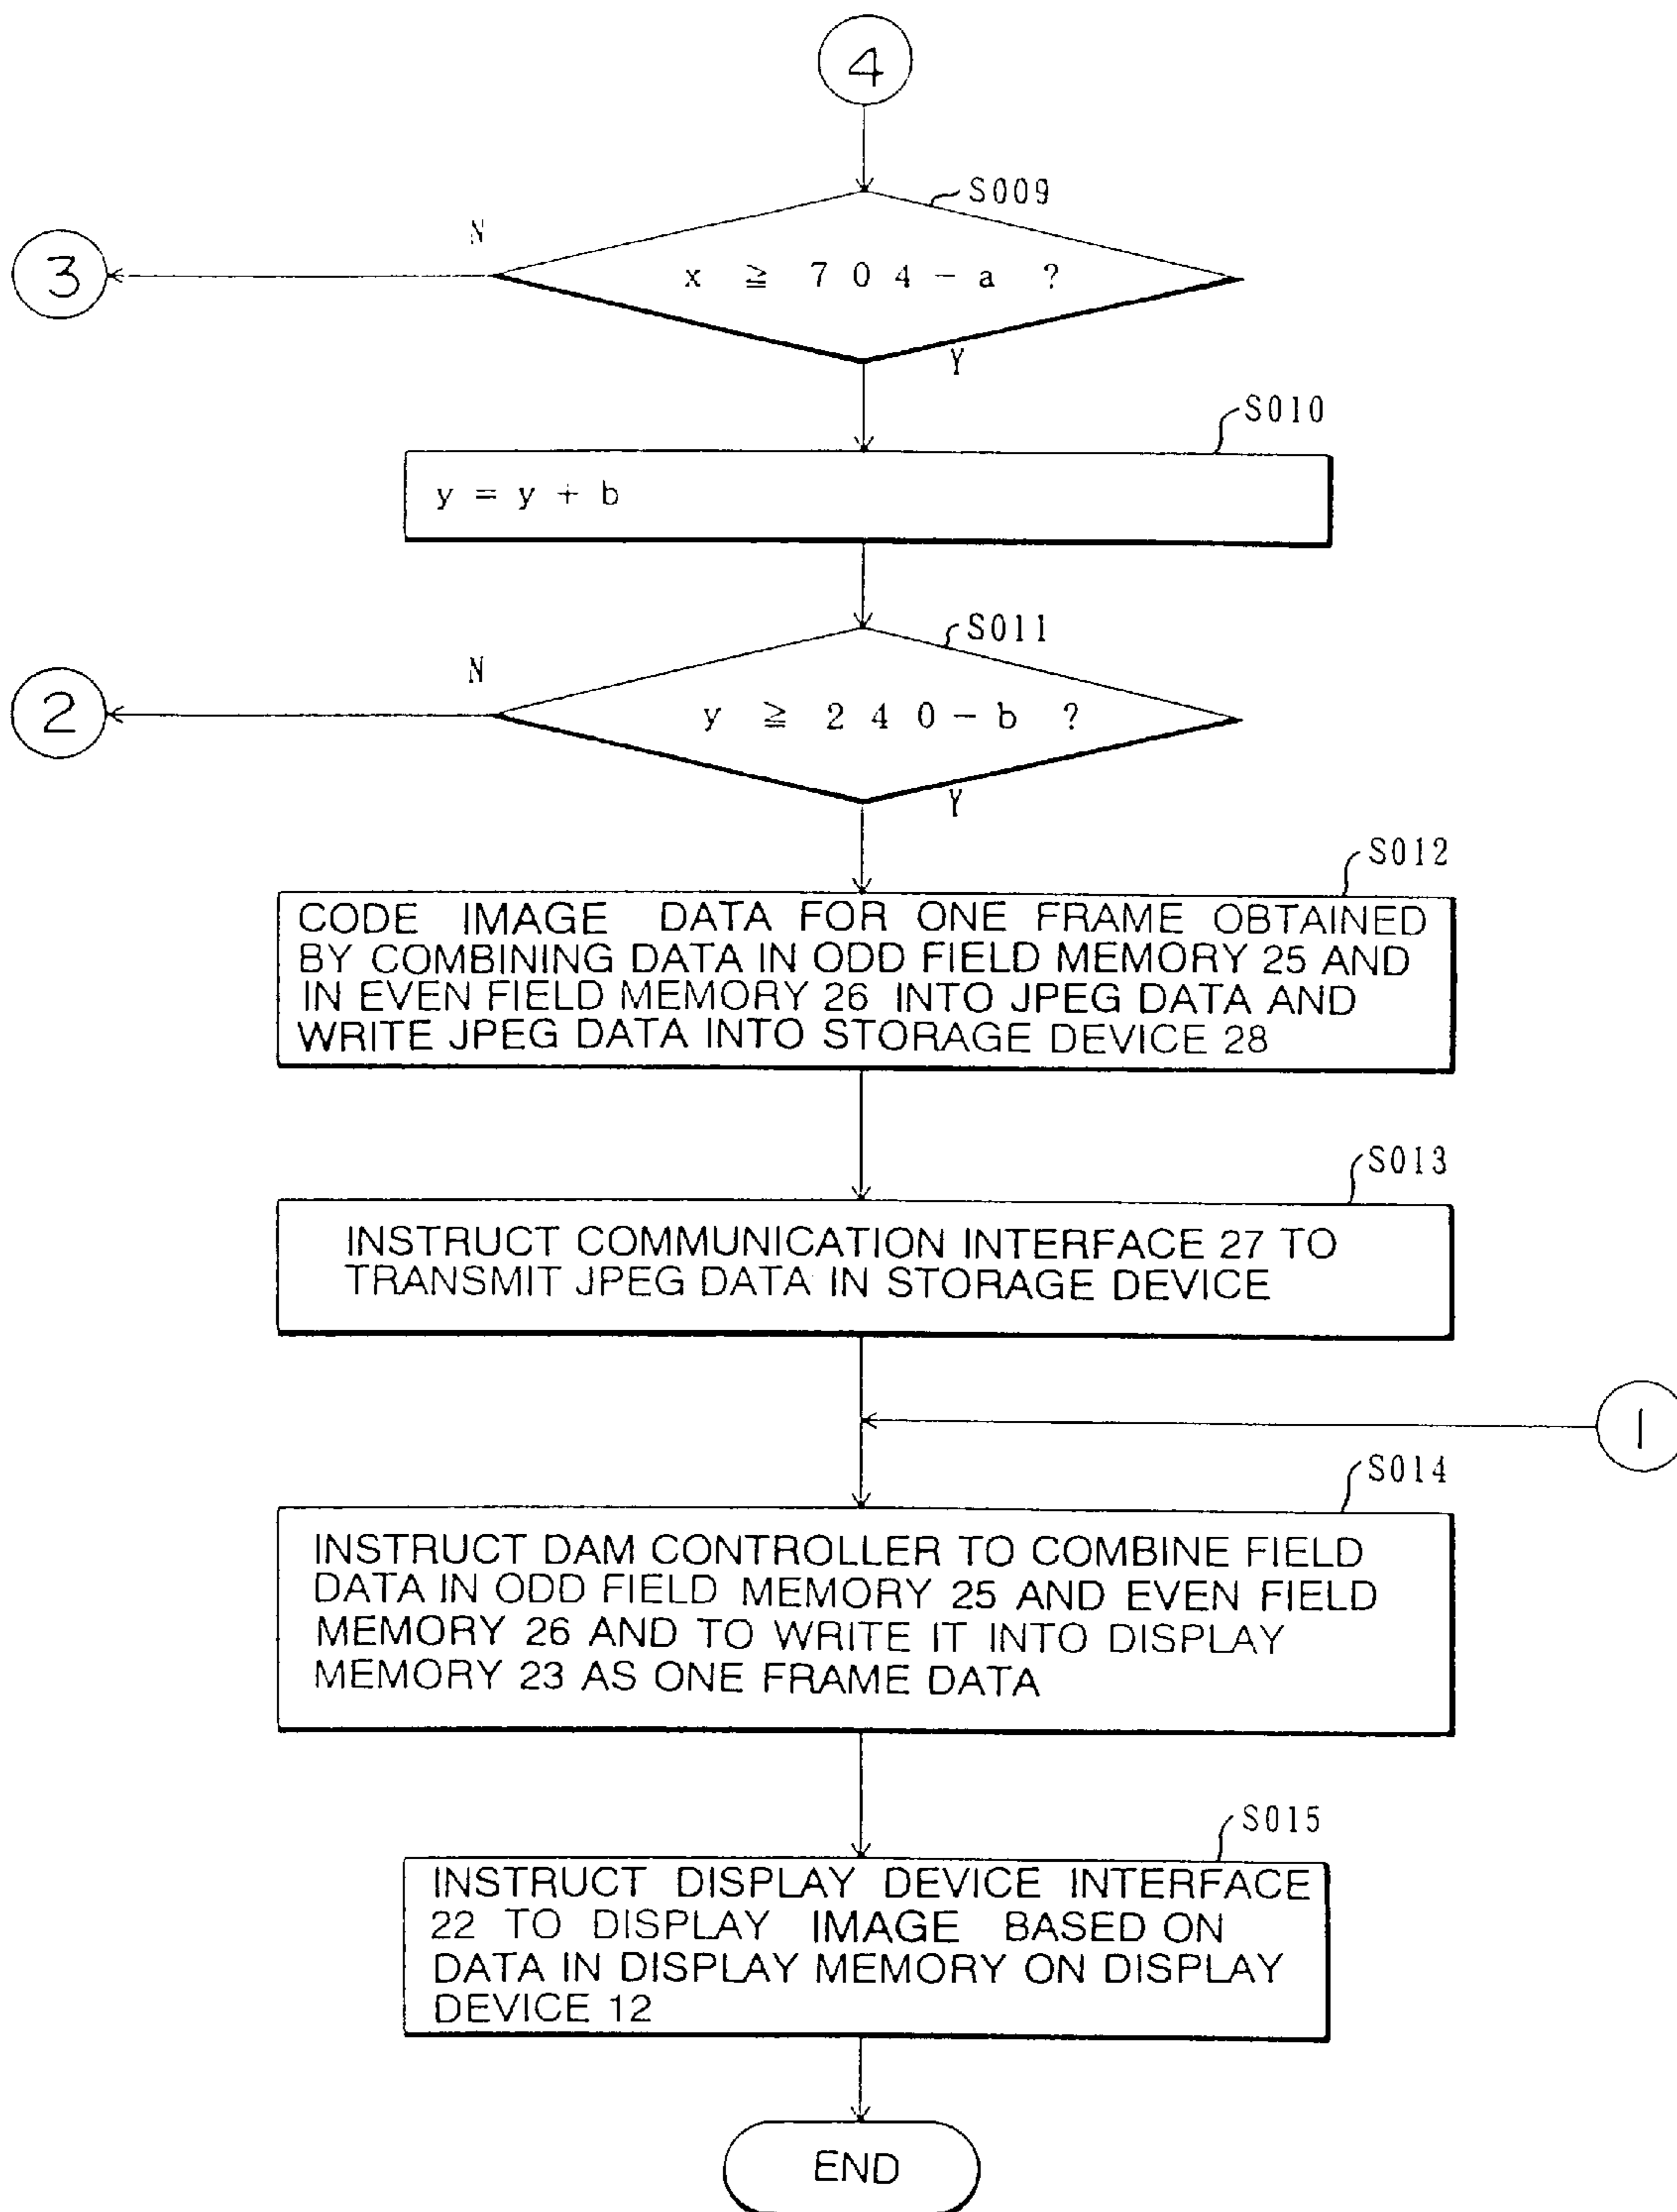 4
S009
N
3
x ≧ 704-a ?
Y
S010
y = y + b
S011
N
2
y ≧ 240-b ?
Y
S012
CODE IMAGE DATA FOR ONE FRAME OBTAINED
BY COMBINING DATA IN ODD FIELD MEMORY 25 AND
IN EVEN FIELD MEMORY 26 INTO JPEG DATA AND
WRITE JPEG DATA INTO STORAGE DEVICE 28
S013
INSTRUCT COMMUNICATION INTERFACE 27 TO
TRANSMIT JPEG DATA IN STORAGE DEVICE
1
S014
INSTRUCT DAM CONTROLLER TO COMBINE FIELD
DATA IN ODD FIELD MEMORY 25 AND EVEN FIELD
MEMORY 26 AND TO WRITE IT INTO DISPLAY
MEMORY 23 AS ONE FRAME DATA
S015
INSTRUCT DISPLAY DEVICE INTERFACE
22 TO DISPLAY IMAGE BASED ON
DATA IN DISPLAY MEMORY ON DISPLAY
DEVICE 12
END